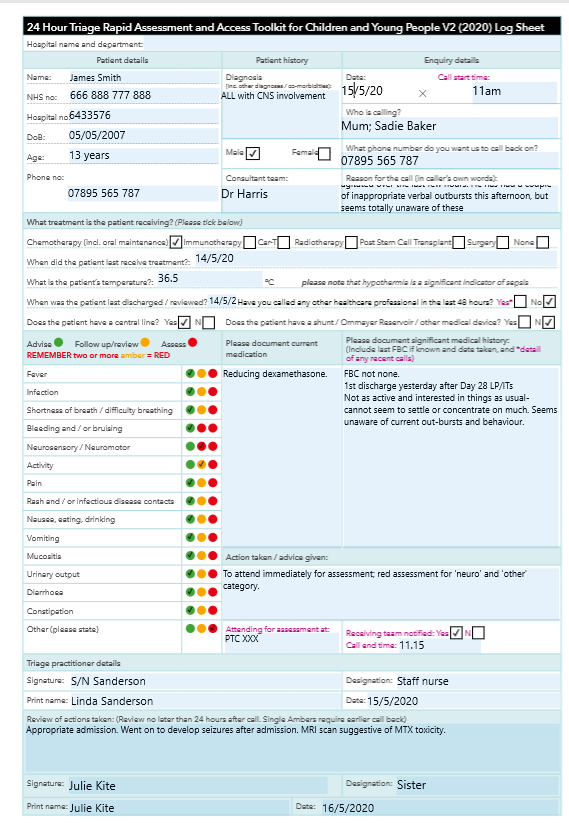 24 Hour Triage Rapid Assessment and Access Toolkit for Children and Young People V2 (2020) Log Sheet
Hospital name and department:
Patient details Patient history Enquiry details
Name: James Smith
NHS no: 666 888 777 888
Hospital no: 6433576
DoB: 05/05/2007
Age: 13 years
Phone no:
07895 565 787
Diagnosis
(inc. other diagnoses / co-morbidities):
ALL with CNS involvement
Male ✓ Female
Consultant team:
Dr Harris
Date: Call start time:
15/5/20 × 11am
Who is calling?
Mum; Sadie Baker
What phone number do you want us to call back on?
07895 565 787
Reason for the call (in caller's own words):
agitated over the last few hours. He has had a couple
of inappropriate verbal outbursts this afternoon, but
seems totally unaware of these
What treatment is the patient receiving? (Please tick below)
Chemotherapy (incl. oral maintenance) ✓ Immunotherapy Car-T Radiotherapy Post Stem Cell Transplant Surgery None
When did the patient last receive treatment?: 14/5/20
What is the patient's temperature?: 36.5 °C please note that hypothermia is a significant indicator of sepsis
When was the patient last discharged / reviewed? 14/5/2 Have you called any other healthcare professional in the last 48 hours? Yes* No ✓
Does the patient have a central line? Yes ✓ N Does the patient have a shunt / Ommayer Reservoir / other medical device? Yes N ✓
Advise Follow up/review Assess
REMEMBER two or more amber = RED
Please document current
medication
Please document significant medical history:
(Include last FBC if known and date taken, and *detail
of any recent calls)
Fever
Infection
Shortness of breath / difficulty breathing
Bleeding and / or bruising
Neurosensory / Neuromotor
Activity
Pain
Rash and / or infectious disease contacts
Nausea, eating, drinking
Vomiting
Mucositis
Urinary output
Diarrhoea
Constipation
Other (please state)
Reducing dexamethasone.
FBC not none.
1st discharge yesterday after Day 28 LP/ITs
Not as active and interested in things as usual-
cannot seem to settle or concentrate on much. Seems
unaware of current out-bursts and behaviour.
Action taken / advice given:
To attend immediately for assessment; red assessment for 'neuro' and 'other'
category.
Attending for assessment at:
PTC XXX
Receiving team notified: Yes ✓ N
Call end time: 11.15
Triage practitioner details
Signature: S/N Sanderson Designation: Staff nurse
Print name: Linda Sanderson Date: 15/5/2020
Review of actions taken: (Review no later than 24 hours after call. Single Ambers require earlier call back)
Appropriate admission. Went on to develop seizures after admission. MRI scan suggestive of MTX toxicity.
Signature: Julie Kite Designation: Sister
Print name: Julie Kite Date: 16/5/2020